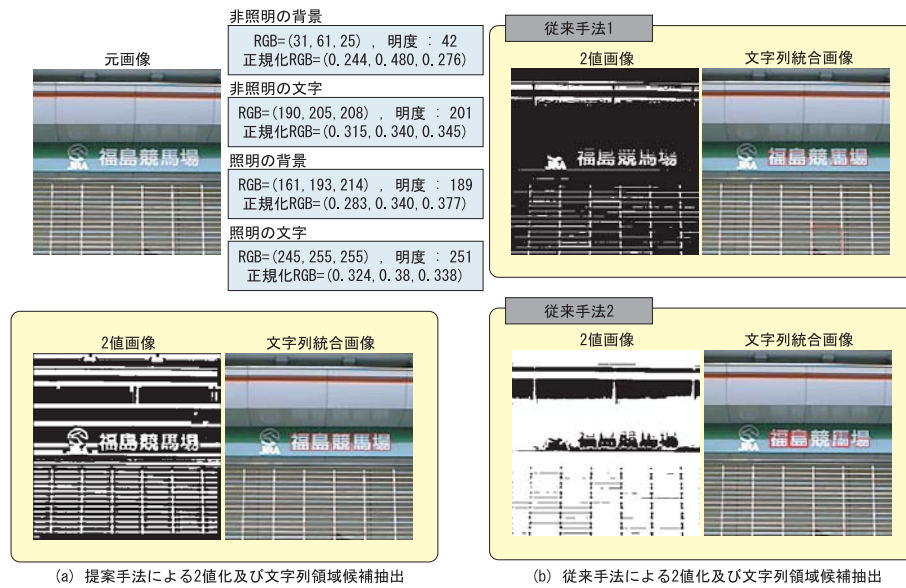 非照明の背景
RGB=(31,61,25) , 明度 : 42
正規化RGB=(0.244,0.480,0.276)
元画像
非照明の文字
RGB=(190,205,208) , 明度 : 201
正規化RGB=(0.315,0.340,0.345)
照明の背景
RGB=(161,193,214) , 明度 : 189
正規化RGB=(0.283,0.340,0.377)
照明の文字
RGB=(245,255,255) , 明度 : 251
正規化RGB=(0.324,0.38,0.338)
JRA 福島競馬場
従来手法1
2値画像
文字列統合画像
JRA 福島競馬場
JRA 福島競馬場
2値画像
文字列統合画像
JRA 福島競馬場
JRA 福島競馬場
(a) 提案手法による2値化及び文字列領域候補抽出
従来手法2
2値画像
文字列統合画像
JRA 福島競馬場
(b) 従来手法による2値化及び文字列領域候補抽出